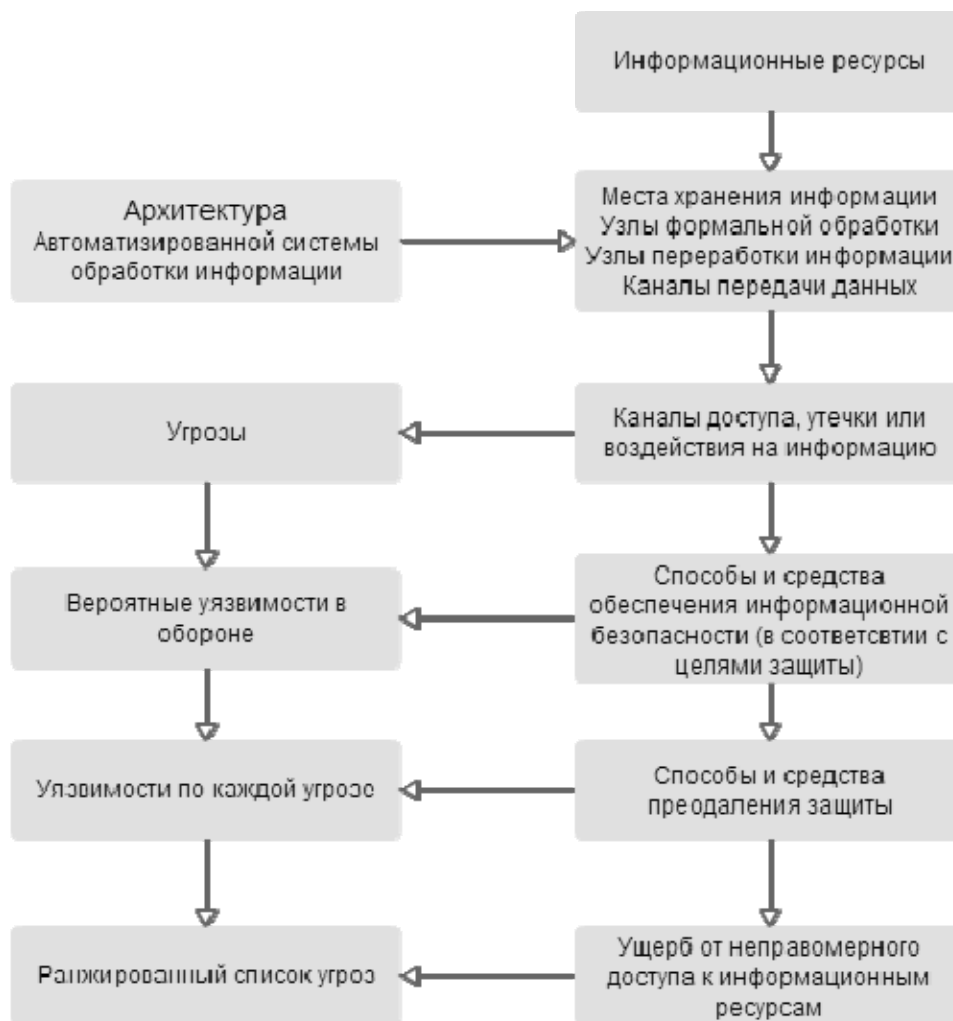 Информационные ресурсы
Архитектура
Автоматизированной системы
обработки информации
Места хранения информации
Узлы формальной обработки
Узлы переработки информации
Каналы передачи данных
Угрозы
Каналы доступа, утечки или
воздействия на информацию
Вероятные уязвимости в
обороне
Способы и средства
обеспечения информационной
безопасности (в соответсвтии с
целями защиты)
Уязвимости по каждой угрозе
Способы и средства
преодаления защиты
Ранжированный список угроз
Ущерб от неправомерного
доступа к информационным
ресурсам